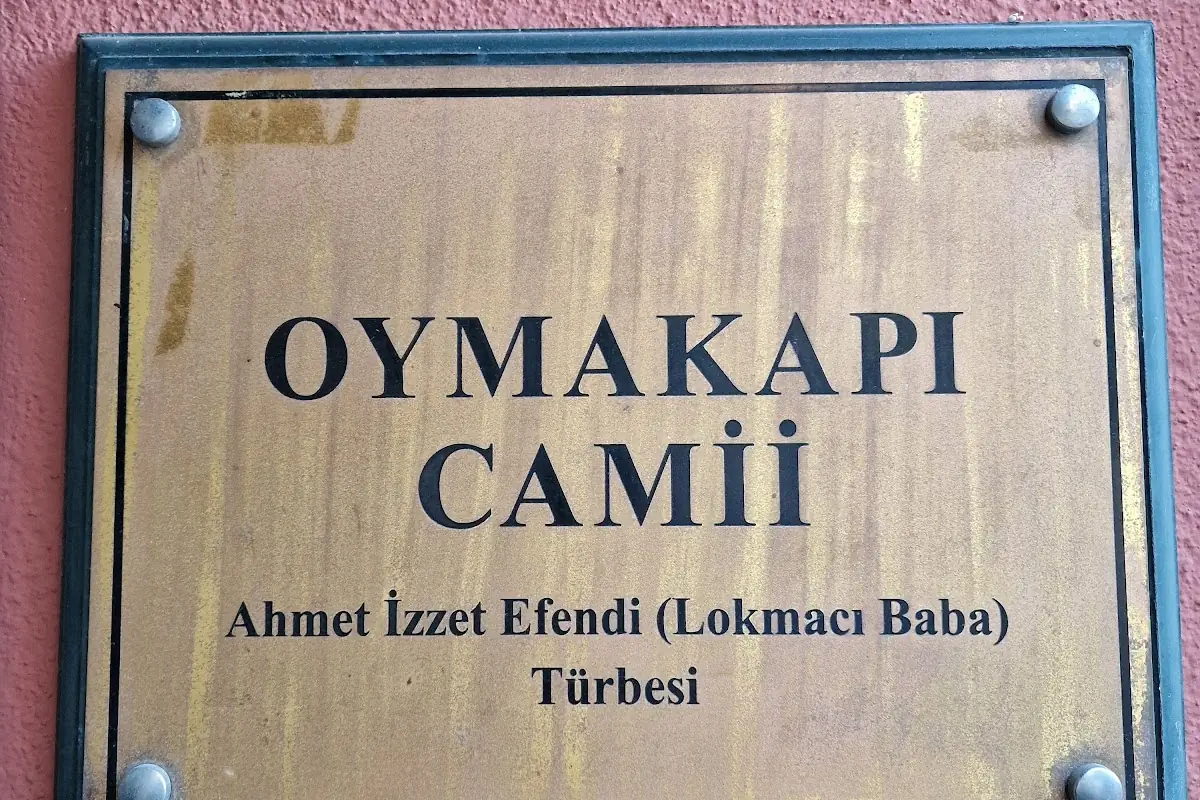 OYMAKAPI
CAMİİ
Ahmet İzzet Efendi (Lokmacı Baba)
Türbesi